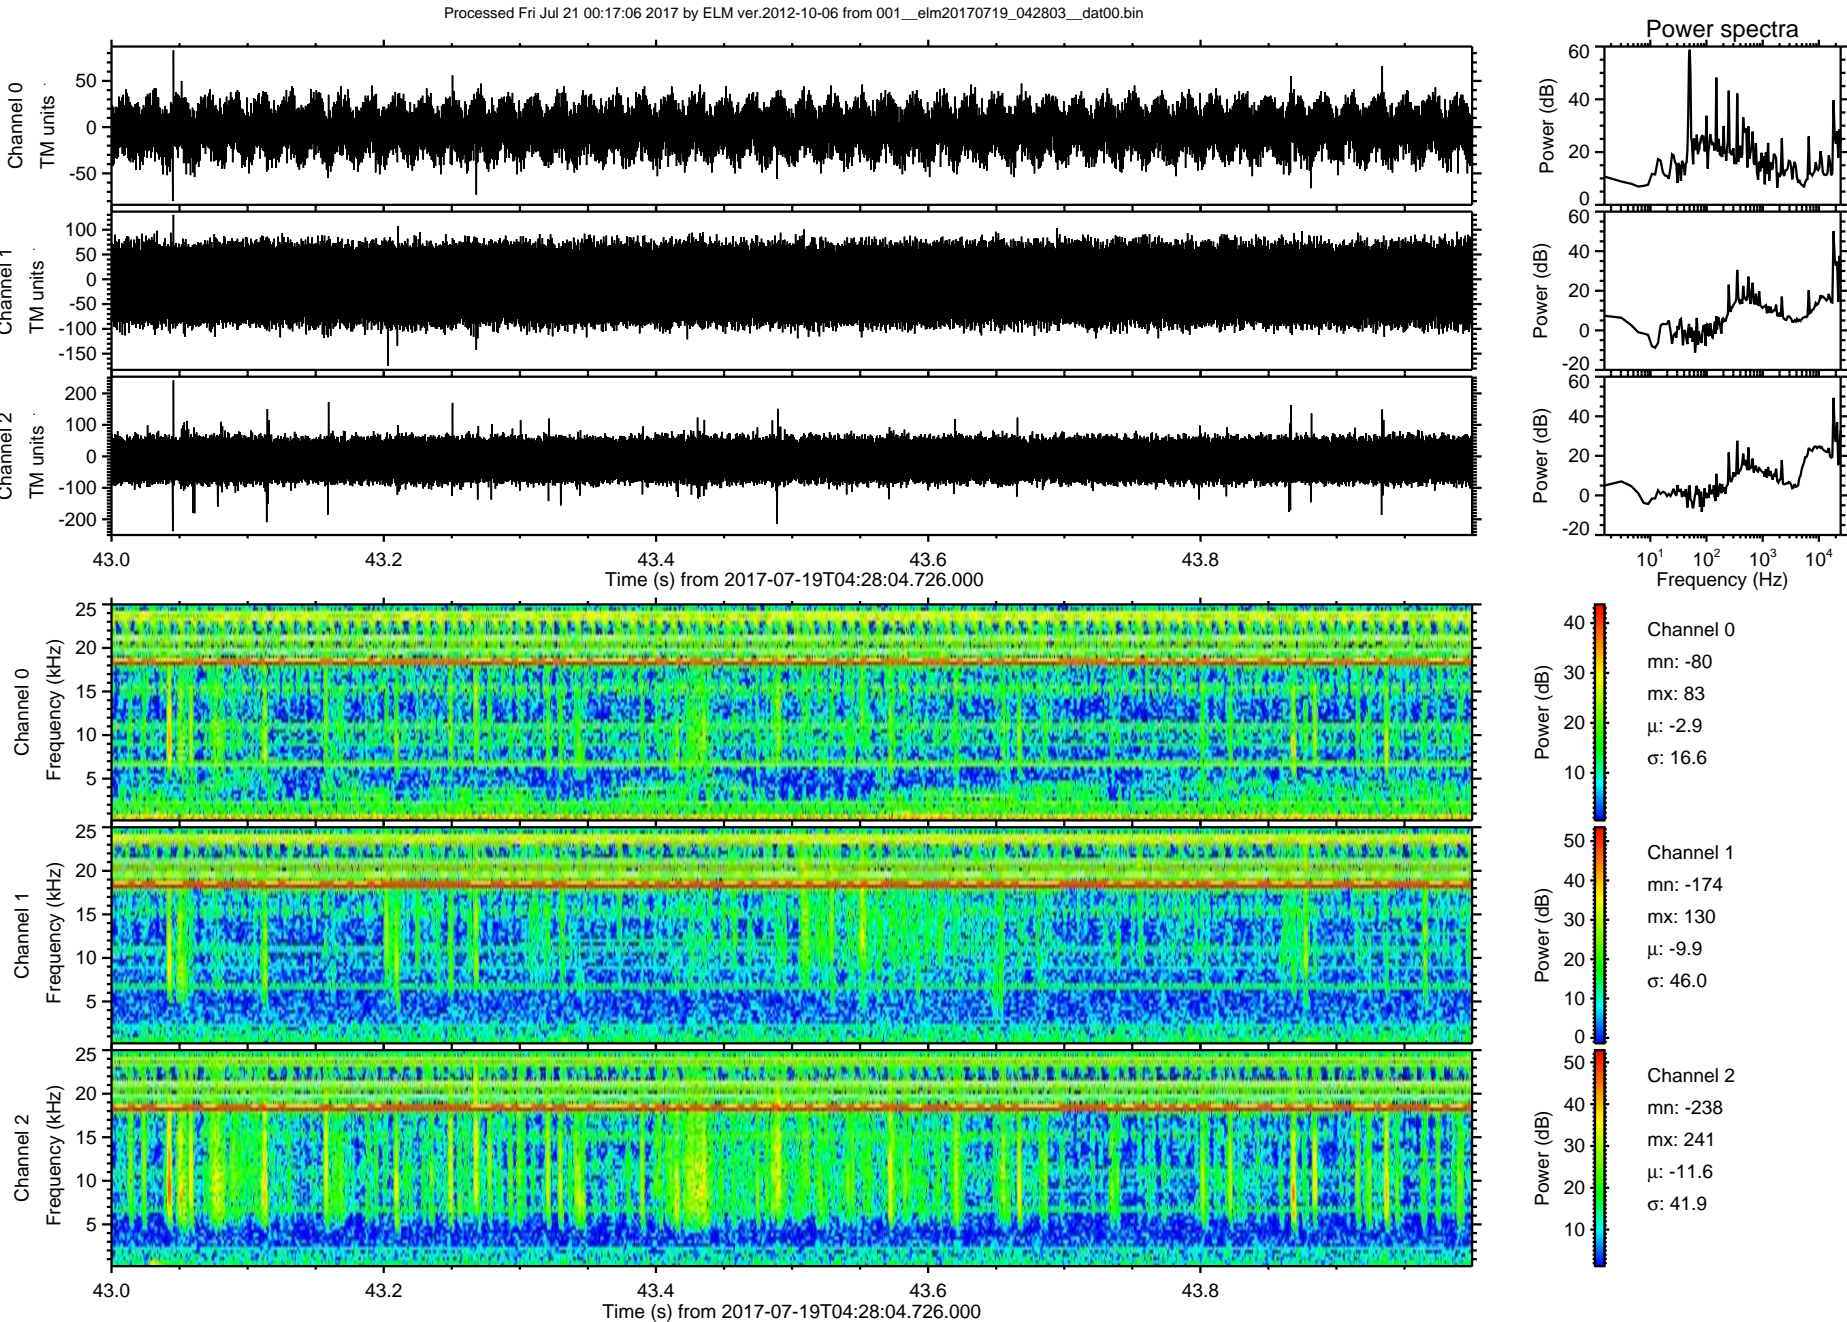 Processed Fri Jul 21 00:17:06 2017 by ELM ver.2012-10-06 from 001__elm20170719_042803__dat00.bin
Power spectra
Channel 0
TM units
50
0
-50
Power (dB)
60
40
20
0
Channel 1
TM units
100
50
0
-50
-100
-150
Power (dB)
60
40
20
0
-20
Channel 2
TM units
200
100
0
-100
-200
Power (dB)
60
40
20
0
-20
43.0 43.2 43.4 43.6 43.8
Time (s) from 2017-07-19T04:28:04.726.000
10^1 10^2 10^3 10^4
Frequency (Hz)
Channel 0
Frequency (kHz)
25
20
15
10
5
Power (dB)
40
30
20
10
Channel 0
mn: -80
mx: 83
μ: -2.9
σ: 16.6
Channel 1
Frequency (kHz)
25
20
15
10
5
Power (dB)
50
40
30
20
10
0
Channel 1
mn: -174
mx: 130
μ: -9.9
σ: 46.0
Channel 2
Frequency (kHz)
25
20
15
10
5
Power (dB)
50
40
30
20
10
Channel 2
mn: -238
mx: 241
μ: -11.6
σ: 41.9
43.0 43.2 43.4 43.6 43.8
Time (s) from 2017-07-19T04:28:04.726.000